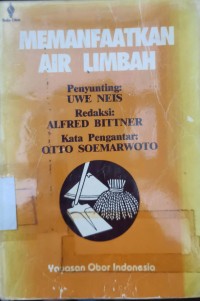 MEMANFAATKAN
AIR LIMBAH
Penyunting:
UWE NEIS
Redaksi:
ALFRED BITTNER
Kata Pengantar:
OTTO SOEMARWOTO
Yayasan Obor Indonesia